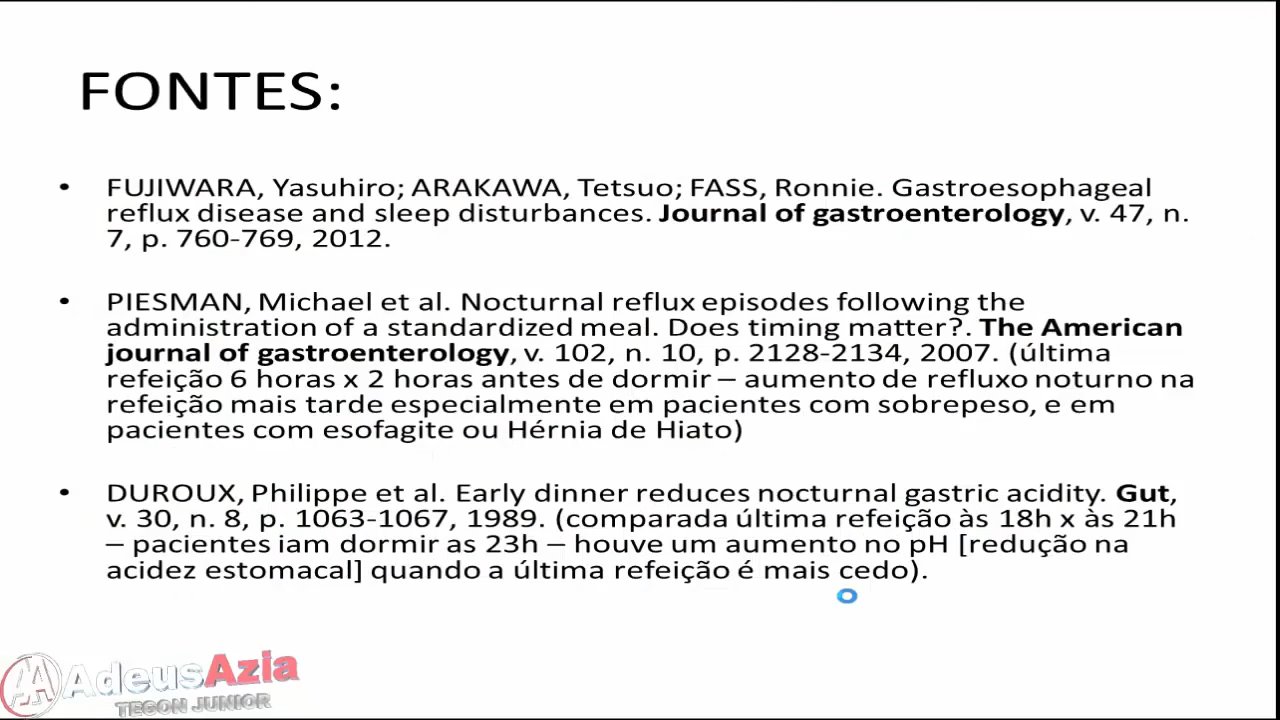 FONTES:
• FUJIWARA, Yasuhiro; ARAKAWA, Tetsuo; FASS, Ronnie. Gastroesophageal
reflux disease and sleep disturbances. Journal of gastroenterology, v. 47, n.
7, p. 760-769, 2012.
• PIESMAN, Michael et al. Nocturnal reflux episodes following the
administration of a standardized meal. Does timing matter?. The American
journal of gastroenterology, v. 102, n. 10, p. 2128-2134, 2007. (última
refeição 6 horas x 2 horas antes de dormir – aumento de refluxo noturno na
refeição mais tarde especialmente em pacientes com sobrepeso, e em
pacientes com esofagite ou Hérnia de Hiato)
• DUROUX, Philippe et al. Early dinner reduces nocturnal gastric acidity. Gut,
v. 30, n. 8, p. 1063-1067, 1989. (comparada última refeição às 18h x às 21h
– pacientes iam dormir as 23h – houve um aumento no pH [redução na
acidez estomacal] quando a última refeição é mais cedo).
AA AdeusAzia
TEGON JUNIOR